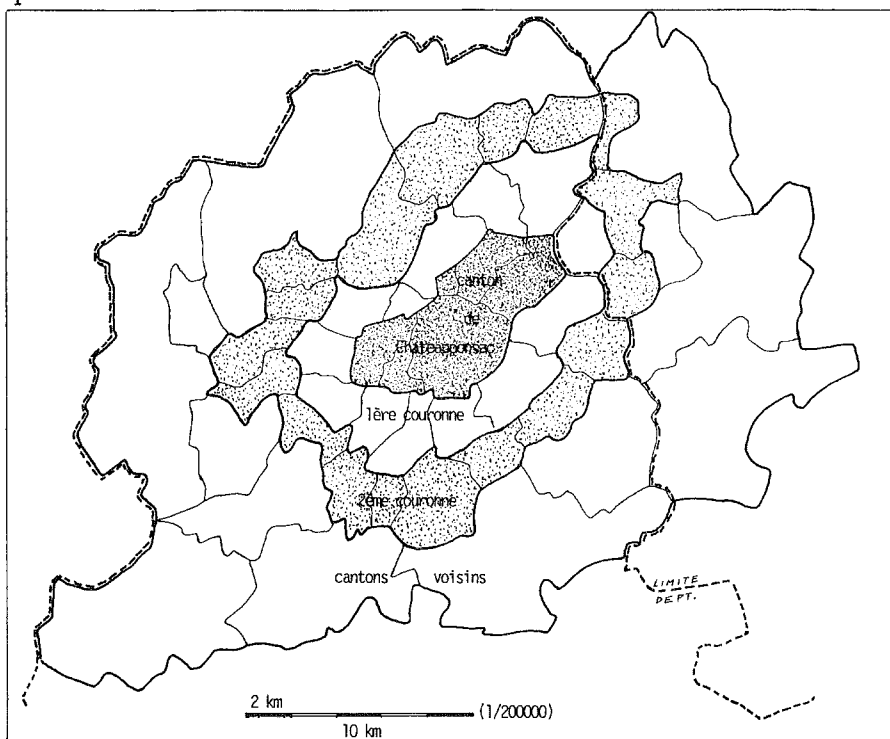 canton
de
Châteauponsac
1ère couronne
2ème couronne
cantons voisins
LIMITE
DEPT.
2 km
(1/200000)
10 km